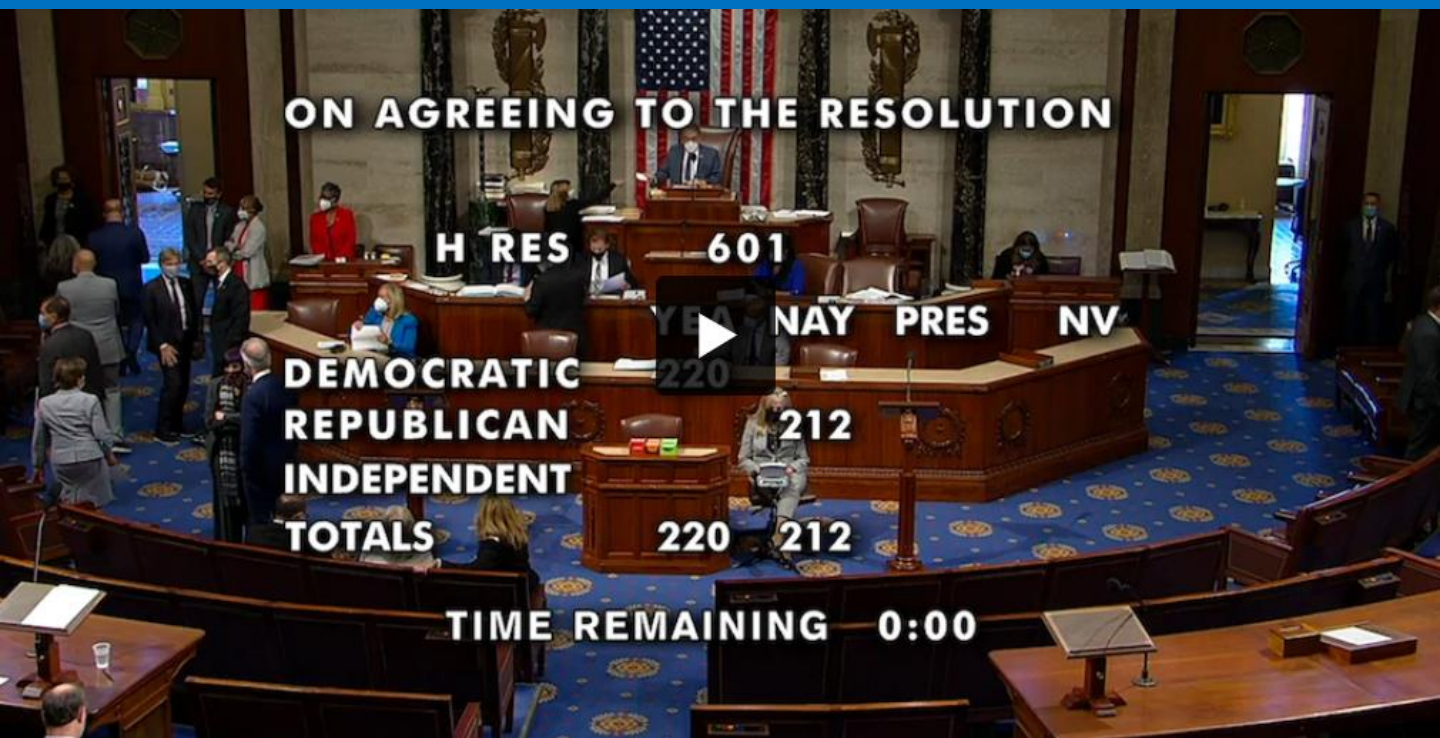 ON AGREEING TO THE RESOLUTION
H RES 601
YEA NAY PRES NV
DEMOCRATIC 220
REPUBLICAN 212
INDEPENDENT
TOTALS 220 212
TIME REMAINING 0:00